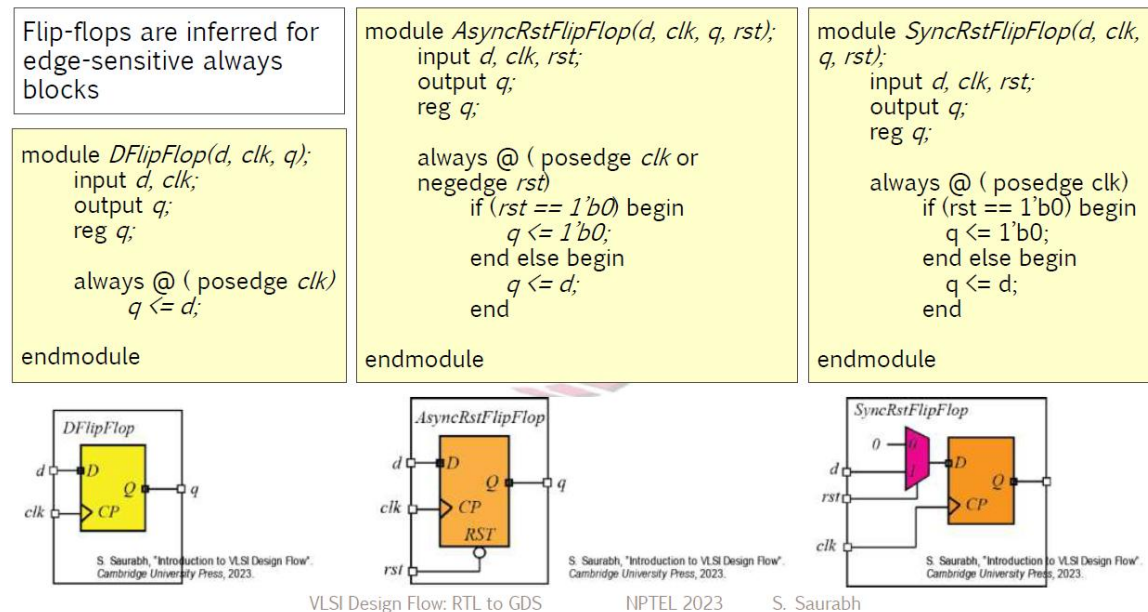 Flip-flops are inferred for
edge-sensitive always
blocks
module DFlipFlop(d, clk, q);
input d, clk;
output q;
reg q;
always @ ( posedge clk)
q <= d;
endmodule
module AsyncRstFlipFlop(d, clk, q, rst);
input d, clk, rst;
output q;
reg q;
always @ ( posedge clk or
negedge rst)
if (rst == 1'b0) begin
q <= 1'b0;
end else begin
q <= d;
end
endmodule
module SyncRstFlipFlop(d, clk,
q, rst);
input d, clk, rst;
output q;
reg q;
always @ ( posedge clk)
if (rst == 1'b0) begin
q <= 1'b0;
end else begin
q <= d;
end
endmodule
DFlipFlop
d
D
Q
q
clk
CP
S. Saurabh, "Introduction to VLSI Design Flow".
Cambridge University Press, 2023.
AsyncRstFlipFlop
d
D
Q
q
clk
CP
RST
rst
S. Saurabh, "Introduction to VLSI Design Flow".
Cambridge University Press, 2023.
SyncRstFlipFlop
0
0
d
D
1
Q
rst
CP
clk
S. Saurabh, "Introduction to VLSI Design Flow".
Cambridge University Press, 2023.
VLSI Design Flow: RTL to GDS NPTEL 2023 S. Saurabh